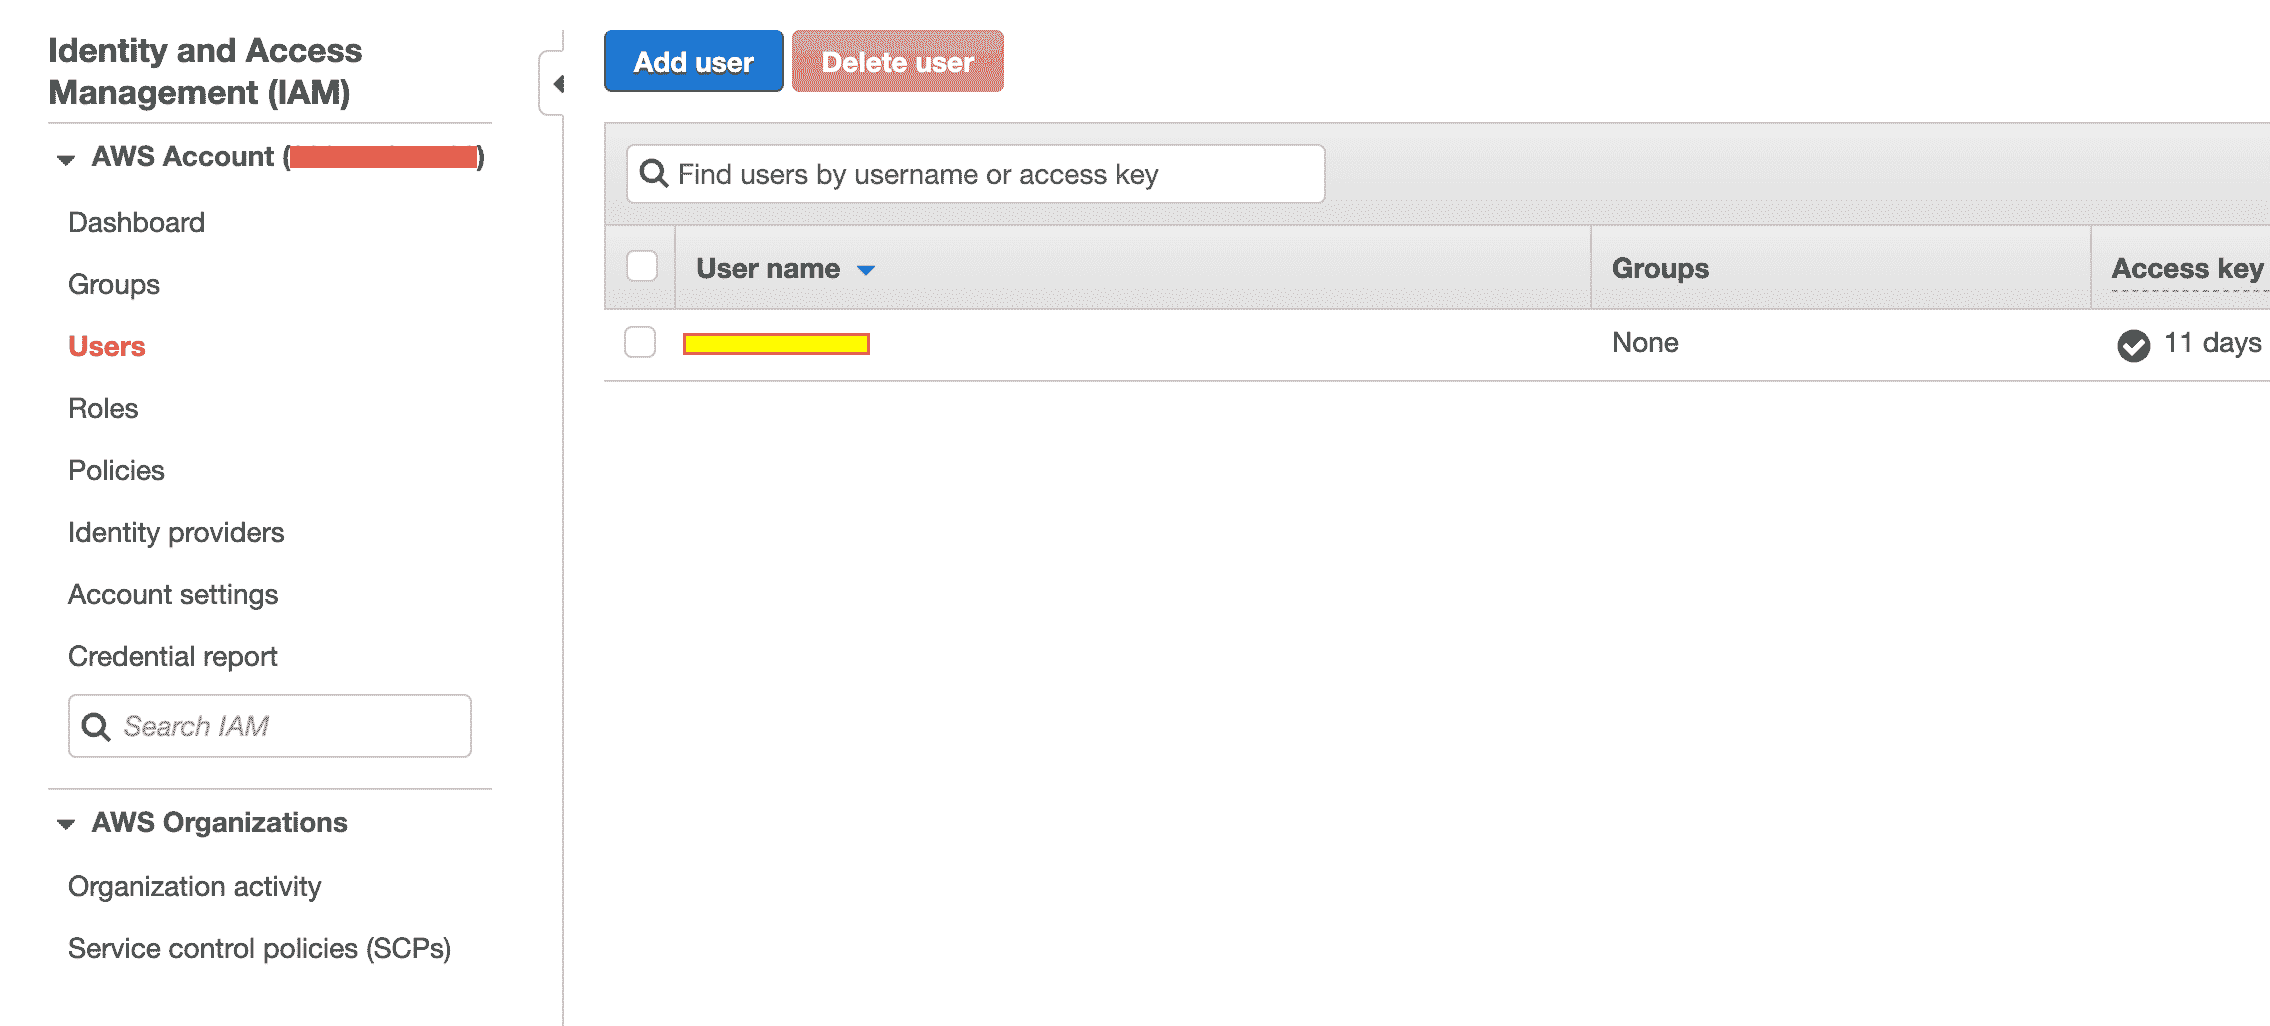 Identity and Access
Management (IAM)
AWS Account ( )
Dashboard
Groups
Users
Roles
Policies
Identity providers
Account settings
Credential report
Search IAM
AWS Organizations
Organization activity
Service control policies (SCPs)
Add user
Delete user
Find users by username or access key
User name
Groups
Access key
None
11 days